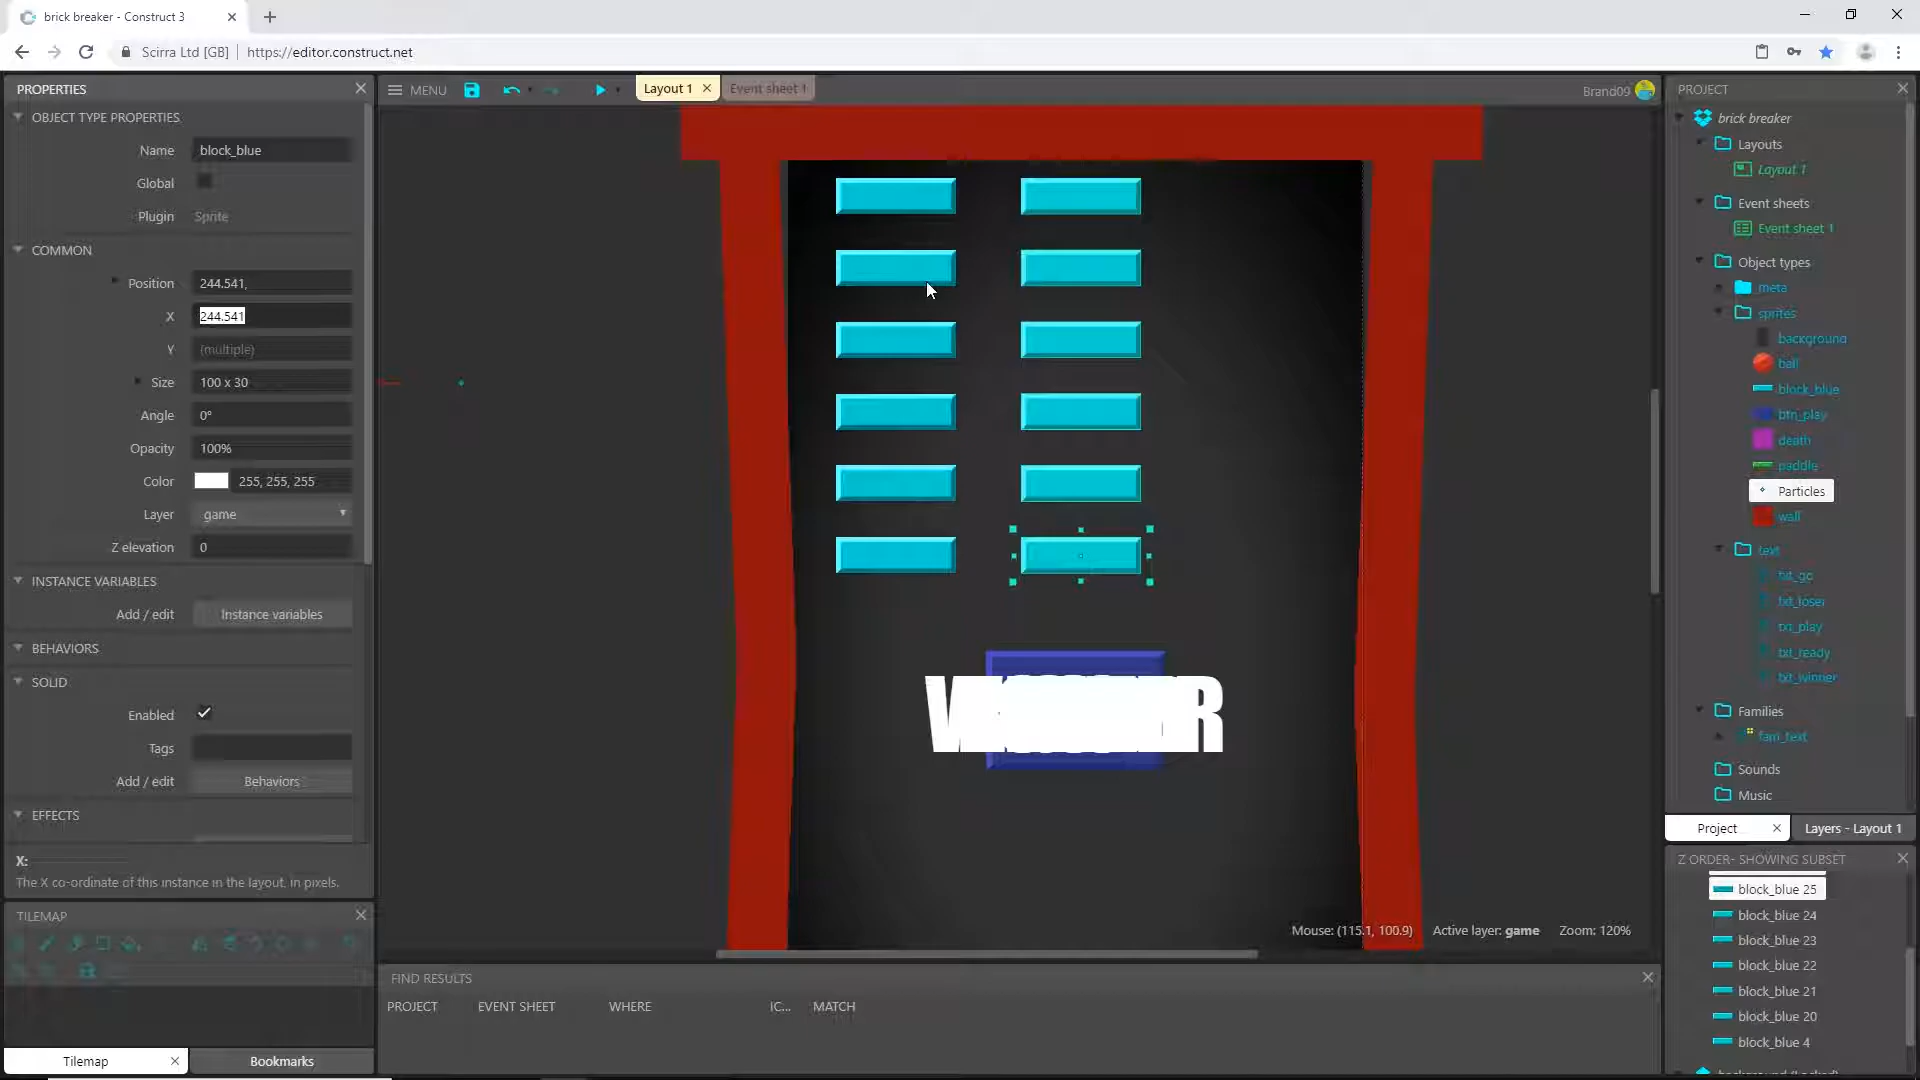 brick breaker - Construct 3
Scirra Ltd [GB]
https://editor.construct.net
PROPERTIES
OBJECT TYPE PROPERTIES
Name
block_blue
Global
Plugin
Sprite
COMMON
Position
244.541,
X
244.541
Y
(multiple)
Size
100 x 30
Angle
0°
Opacity
100%
Color
255, 255, 255
Layer
game
Z elevation
0
INSTANCE VARIABLES
Add / edit
Instance variables
BEHAVIORS
SOLID
Enabled
Tags
Add / edit
Behaviors
EFFECTS
X:
The X co-ordinate of this instance in the layout, in pixels.
TILEMAP
Tilemap
Bookmarks
MENU
Layout 1
Event sheet 1
Brand09
Mouse: (115.1, 100.9)
Active layer: game
Zoom: 120%
FIND RESULTS
PROJECT
EVENT SHEET
WHERE
IC...
MATCH
PROJECT
brick breaker
Layouts
Layout 1
Event sheets
Event sheet 1
Object types
meta
sprites
background
ball
block_blue
btn_play
death
paddle
Particles
wall
text
txt_gc
txt_loser
txt_play
txt_ready
txt_winner
Families
fam_text
Sounds
Music
Project
Layers - Layout 1
Z ORDER- SHOWING SUBSET
block_blue 25
block_blue 24
block_blue 23
block_blue 22
block_blue 21
block_blue 20
block_blue 4